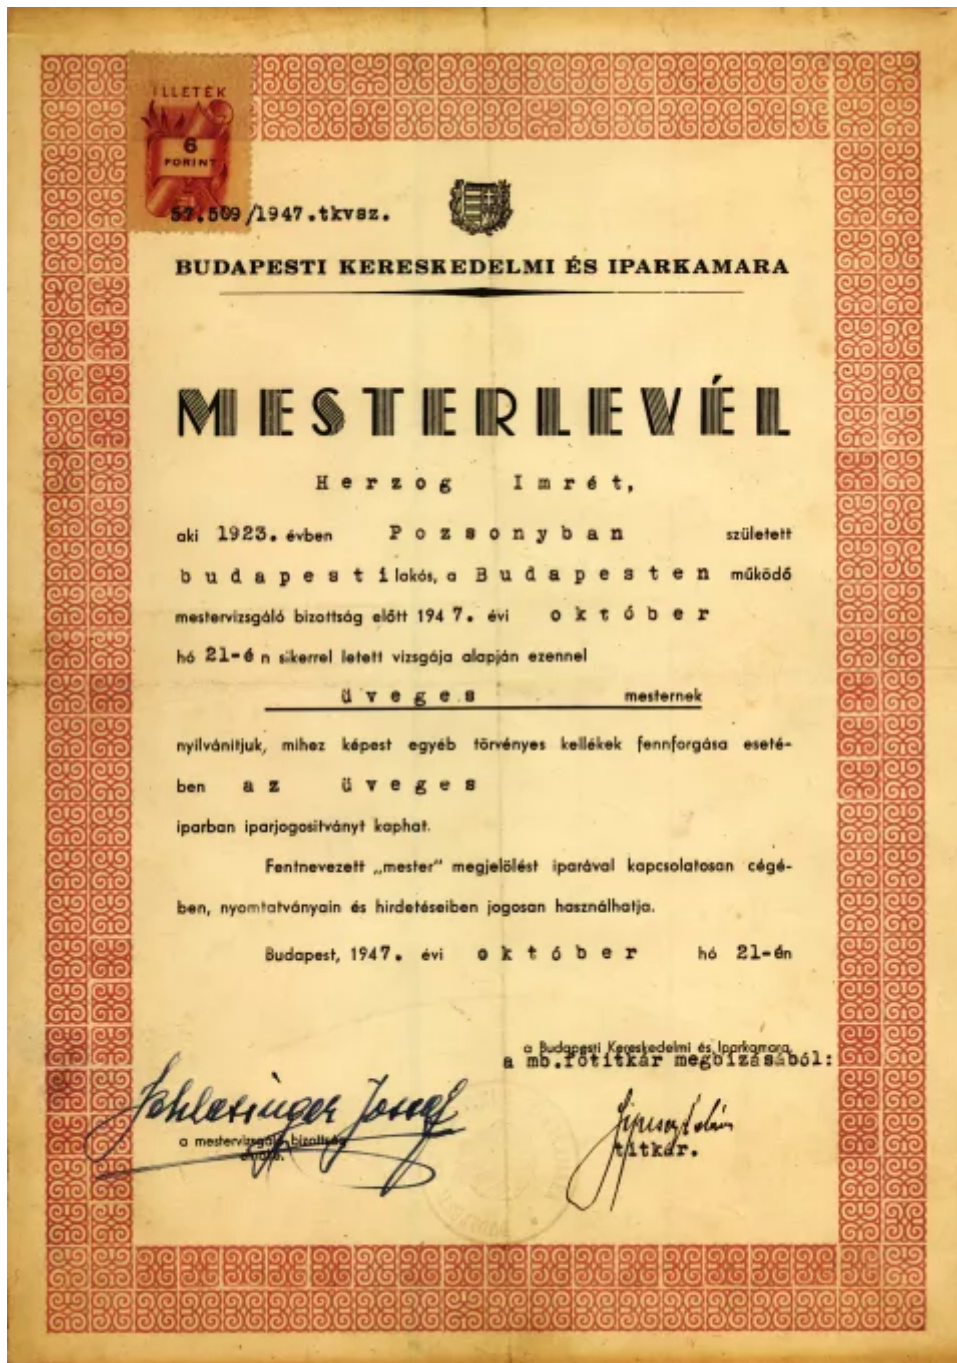 ILLETÉK
6
FORINT
57.509/1947.tkvsz.
BUDAPESTI KERESKEDELMI ÉS IPARKAMARA
MESTERLEVÉL
Herzog Imrét,
aki 1923. évben Pozsonyban született
budapesti lakós, a Budapesten működő
mestervizsgáló bizottság előtt 1947. évi október
hó 21-én sikerrel letett vizsgája alapján ezennel
üveges mesternek
nyilvánitjuk, mihez képest egyéb törvényes kellékek fennforgása eseté-
ben az üveges
iparban iparjogositványt kaphat.
Fentnevezett „mester" megjelölést iparával kapcsolatosan cégé-
ben, nyomtatványain és hirdetéseiben jogosan használhatja.
Budapest, 1947. évi október hó 21-én
a Budapesti Kereskedelmi és Iparkamara
a mb.főtitkár megbizásából:
Schlesinger József
a mestervizsgáló bizottság
elnöke.
titkár.